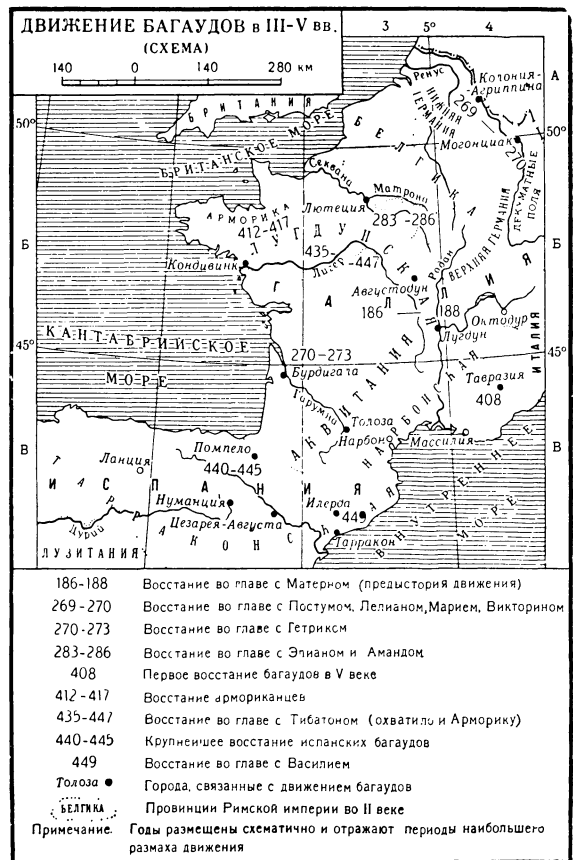 ДВИЖЕНИЕ БАГАУДОВ в III-V вв.
(СХЕМА)
140 0 140 280 км
3 5° 4
А
50°
50°
Б
Б
45°
45°
В
В
БРИТАНИЯ
БРИТАНСКОЕ МОРЕ
Ренус
Колония-
Агриппина
269
НИЖНЯЯ
ГЕРМАНИЯ
БЕЛГИКА
Могонциак
270
ДЕКУМАТНЫЕ
ПОЛЯ
ВЕРХНЯЯ ГЕРМАНИЯ
Секвана
Матрона
Лютеция
283-286
АРМОРИКА
412-417
ЛУГДУНСКАЯ
435-
-447
Лигер
Родан
Кондивинк
Августодун
ГАЛЛИЯ
186
188
Лугдун
Октодур
ИТАЛИЯ
КАНТАБРИЙСКОЕ
МОРЕ
270-273
Бурдигала
Гарумна
АКВИТАНИЯ
Тавразия
408
Толоза
Нарбоно
НАРБОНСКАЯ
Массилия
ВНУТРЕННЕЕ
МОРЕ
Помпело
440-445
Ланция
ИСПАНИЯ
ТАРРАКОНСКАЯ
Нуманция
Цезарея-Августа
Илерда
449
Тарракон
Дурий
ЛУЗИТАНИЯ
186-188 Восстание во главе с Матерном (предыстория движения)
269-270 Восстание во главе с Постумом, Лелианом, Марием, Викторином
270-273 Восстание во главе с Тетриком
283-286 Восстание во главе с Элианом и Амандом
408 Первое восстание багаудов в V веке
412-417 Восстание армориканцев
435-447 Восстание во главе с Тибатоном (охватило и Арморику)
440-445 Крупнейшее восстание испанских багаудов
449 Восстание во главе с Василием
Толоза Города, связанные с движением багаудов
БЕЛГИКА Провинции Римской империи во II веке
Примечание. Годы размещены схематично и отражают периоды наибольшего
размаха движения